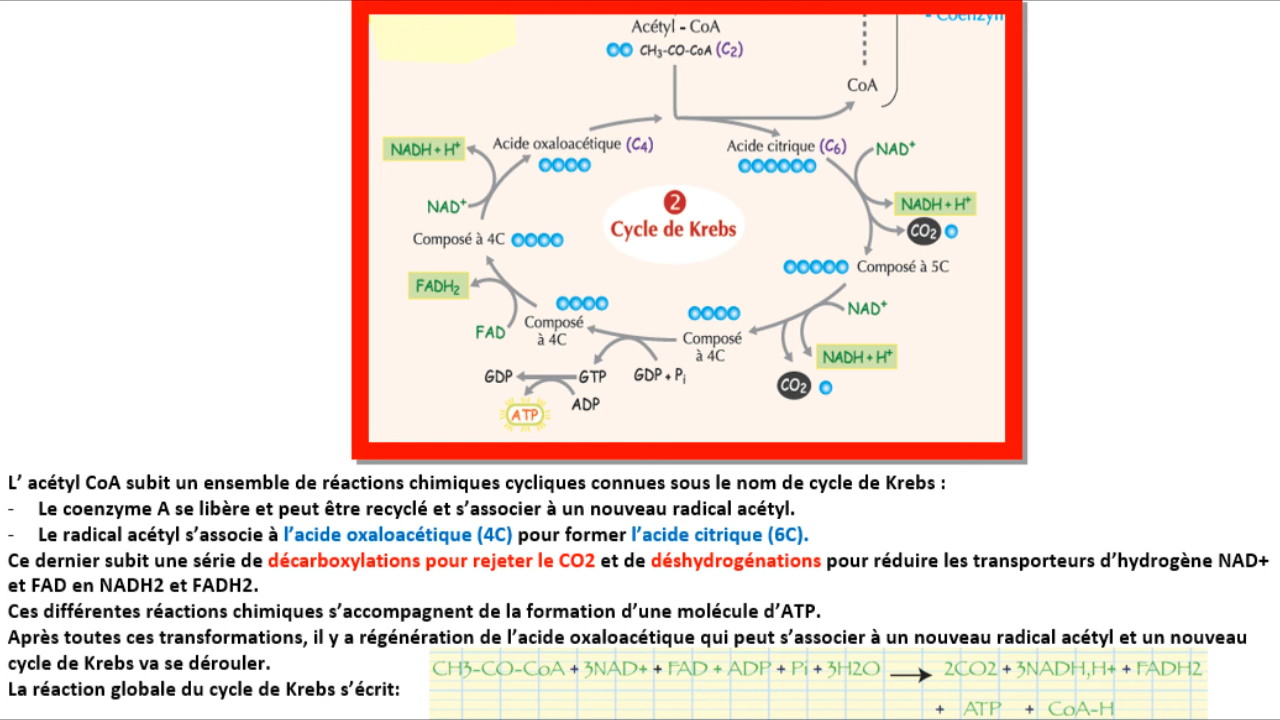 - Coenzym
Acétyl - CoA
CH3-CO-CoA (C2)
CoA
Acide oxaloacétique (C4)
Acide citrique (C6)
NAD+
NADH + H+
NADH + H+
NAD+
CO2
2
Cycle de Krebs
Composé à 4C
Composé à 5C
FADH2
NAD+
FAD
Composé
à 4C
Composé
à 4C
NADH + H+
CO2
GDP
GTP
GDP + Pi
ATP
ADP
L’ acétyl CoA subit un ensemble de réactions chimiques cycliques connues sous le nom de cycle de Krebs :
- Le coenzyme A se libère et peut être recyclé et s’associer à un nouveau radical acétyl.
- Le radical acétyl s’associe à l’acide oxaloacétique (4C) pour former l’acide citrique (6C).
Ce dernier subit une série de décarboxylations pour rejeter le CO2 et de déshydrogénations pour réduire les transporteurs d’hydrogène NAD+
et FAD en NADH2 et FADH2.
Ces différentes réactions chimiques s’accompagnent de la formation d’une molécule d’ATP.
Après toutes ces transformations, il y a régénération de l’acide oxaloacétique qui peut s’associer à un nouveau radical acétyl et un nouveau
cycle de Krebs va se dérouler.
La réaction globale du cycle de Krebs s’écrit:
CH3-CO-CoA + 3NAD+ + FAD + ADP + Pi + 3H2O → 2CO2 + 3NADH,H+ + FADH2
+ ATP + CoA-H